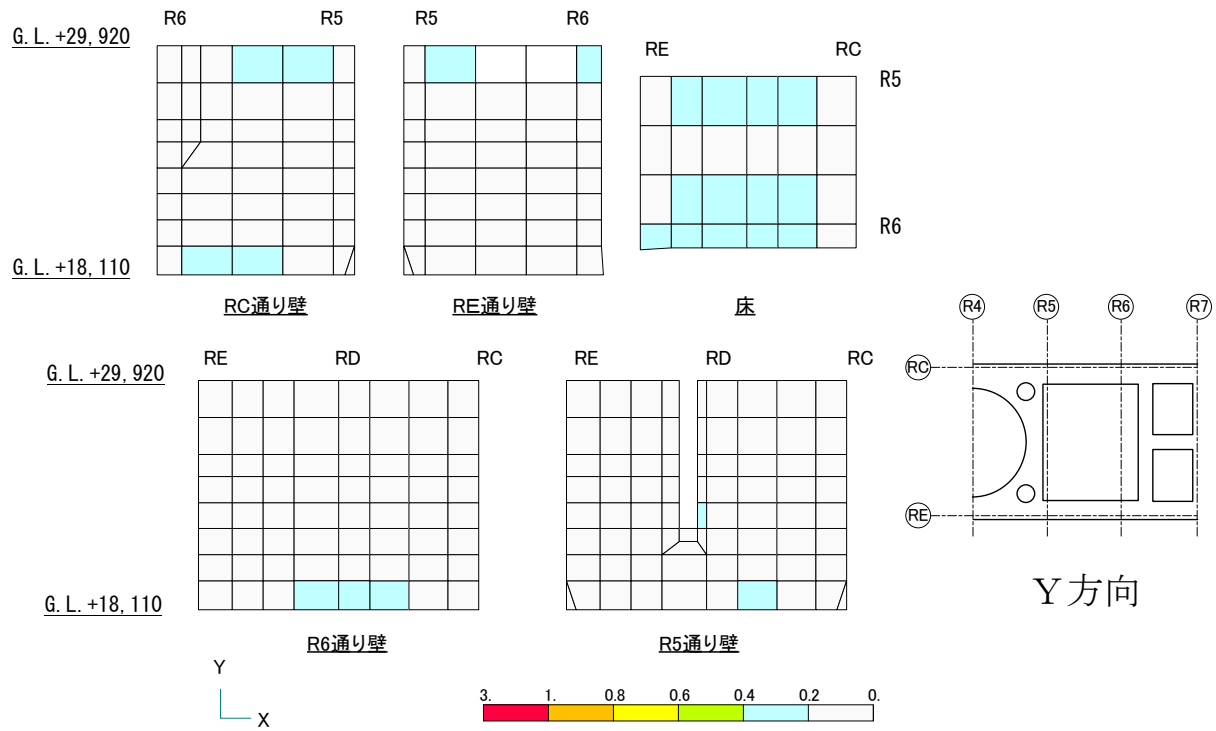 R6 R5 R5 R6
G.L.+29,920
RE RC
R5
R6
G.L.+18,110
RC通り壁 RE通り壁 床
R4 R5 R6 R7
RE RD RC RE RD RC
G.L.+29,920
RC
RE
Y方向
G.L.+18,110
R6通り壁 R5通り壁
Y
X
3. 1. 0.8 0.6 0.4 0.2 0.